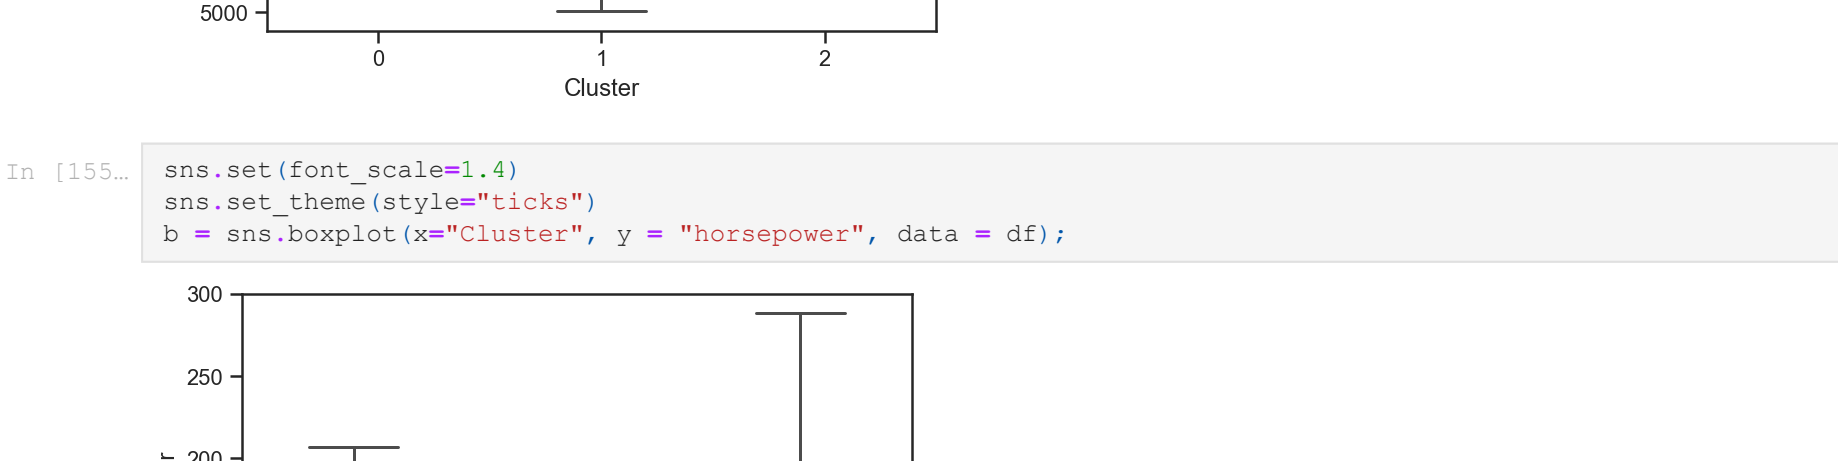 5000
0 1 2
Cluster
In [155…
sns.set(font_scale=1.4)
sns.set_theme(style="ticks")
b = sns.boxplot(x="Cluster", y = "horsepower", data = df);
300
250
200